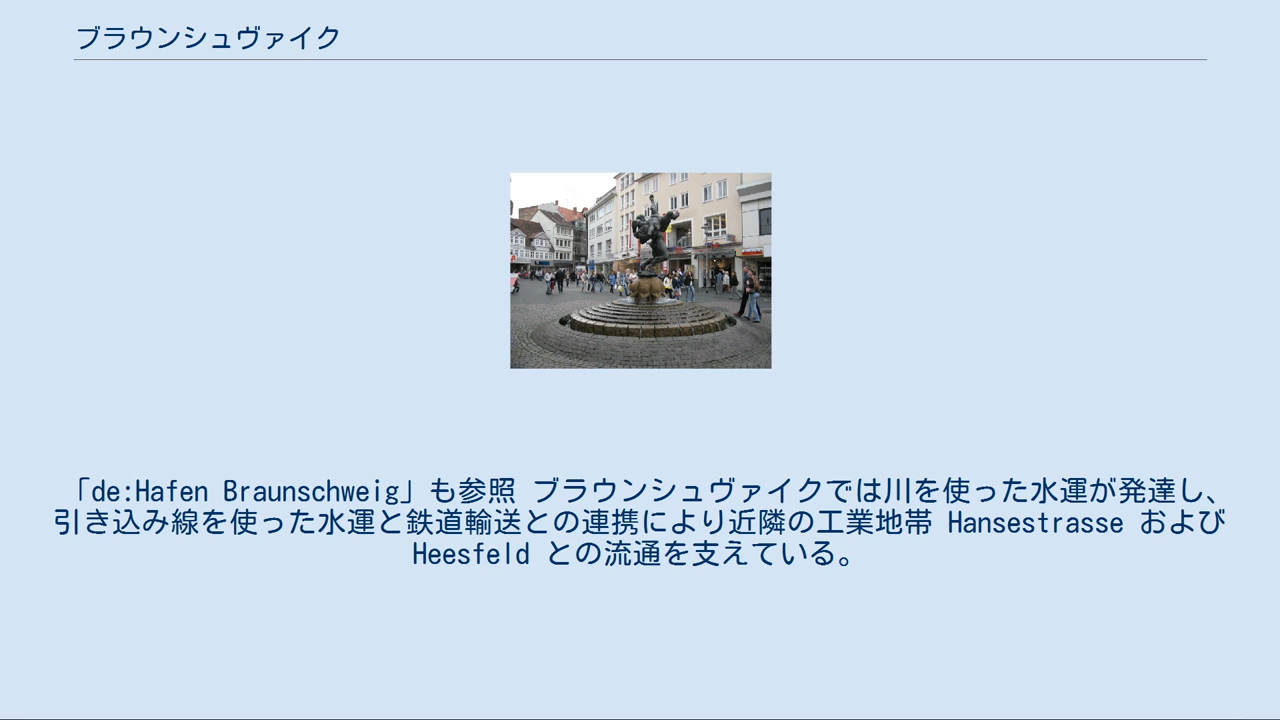 ブラウンシュヴァイク
「de:Hafen Braunschweig」も参照 ブラウンシュヴァイクでは川を使った水運が発達し、
引き込み線を使った水運と鉄道輸送との連携により近隣の工業地帯 Hansestrasse および
Heesfeld との流通を支えている。